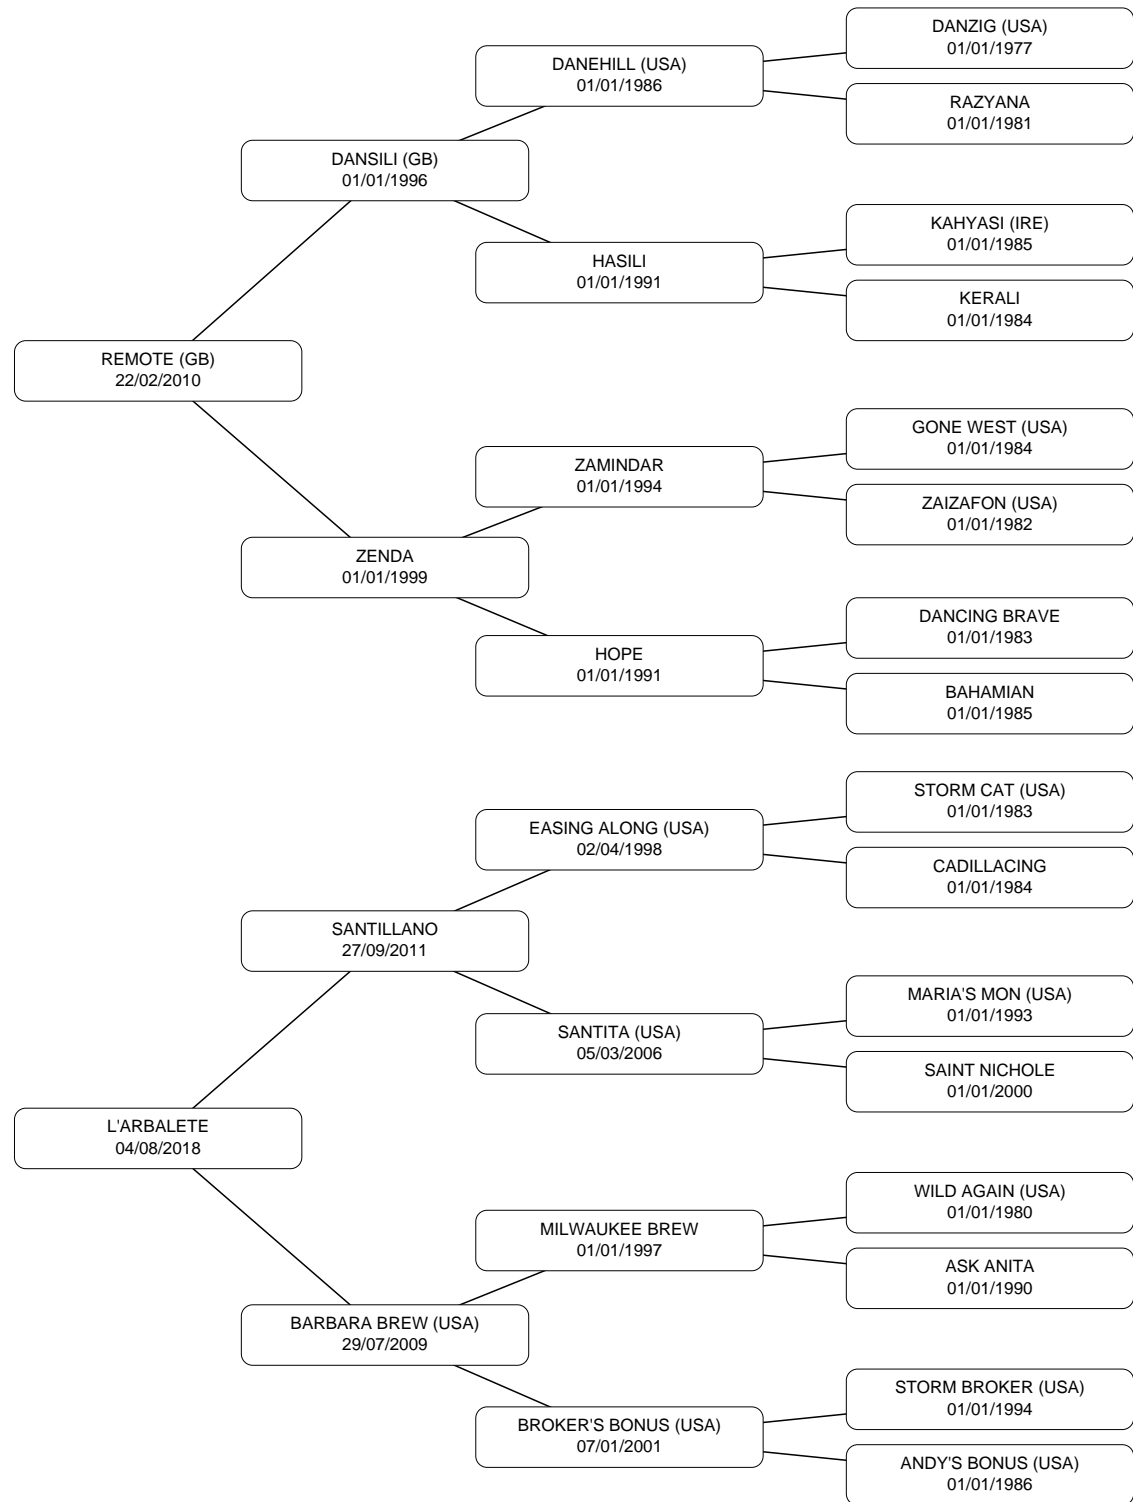 DANZIG (USA)
01/01/1977
DANEHILL (USA)
01/01/1986
RAZYANA
01/01/1981
DANSILI (GB)
01/01/1996
KAHYASI (IRE)
01/01/1985
HASILI
01/01/1991
KERALI
01/01/1984
REMOTE (GB)
22/02/2010
GONE WEST (USA)
01/01/1984
ZAMINDAR
01/01/1994
ZAIZAFON (USA)
01/01/1982
ZENDA
01/01/1999
DANCING BRAVE
01/01/1983
HOPE
01/01/1991
BAHAMIAN
01/01/1985
STORM CAT (USA)
01/01/1983
EASING ALONG (USA)
02/04/1998
CADILLACING
01/01/1984
SANTILLANO
27/09/2011
MARIA'S MON (USA)
01/01/1993
SANTITA (USA)
05/03/2006
SAINT NICHOLE
01/01/2000
L'ARBALETE
04/08/2018
WILD AGAIN (USA)
01/01/1980
MILWAUKEE BREW
01/01/1997
ASK ANITA
01/01/1990
BARBARA BREW (USA)
29/07/2009
STORM BROKER (USA)
01/01/1994
BROKER'S BONUS (USA)
07/01/2001
ANDY'S BONUS (USA)
01/01/1986